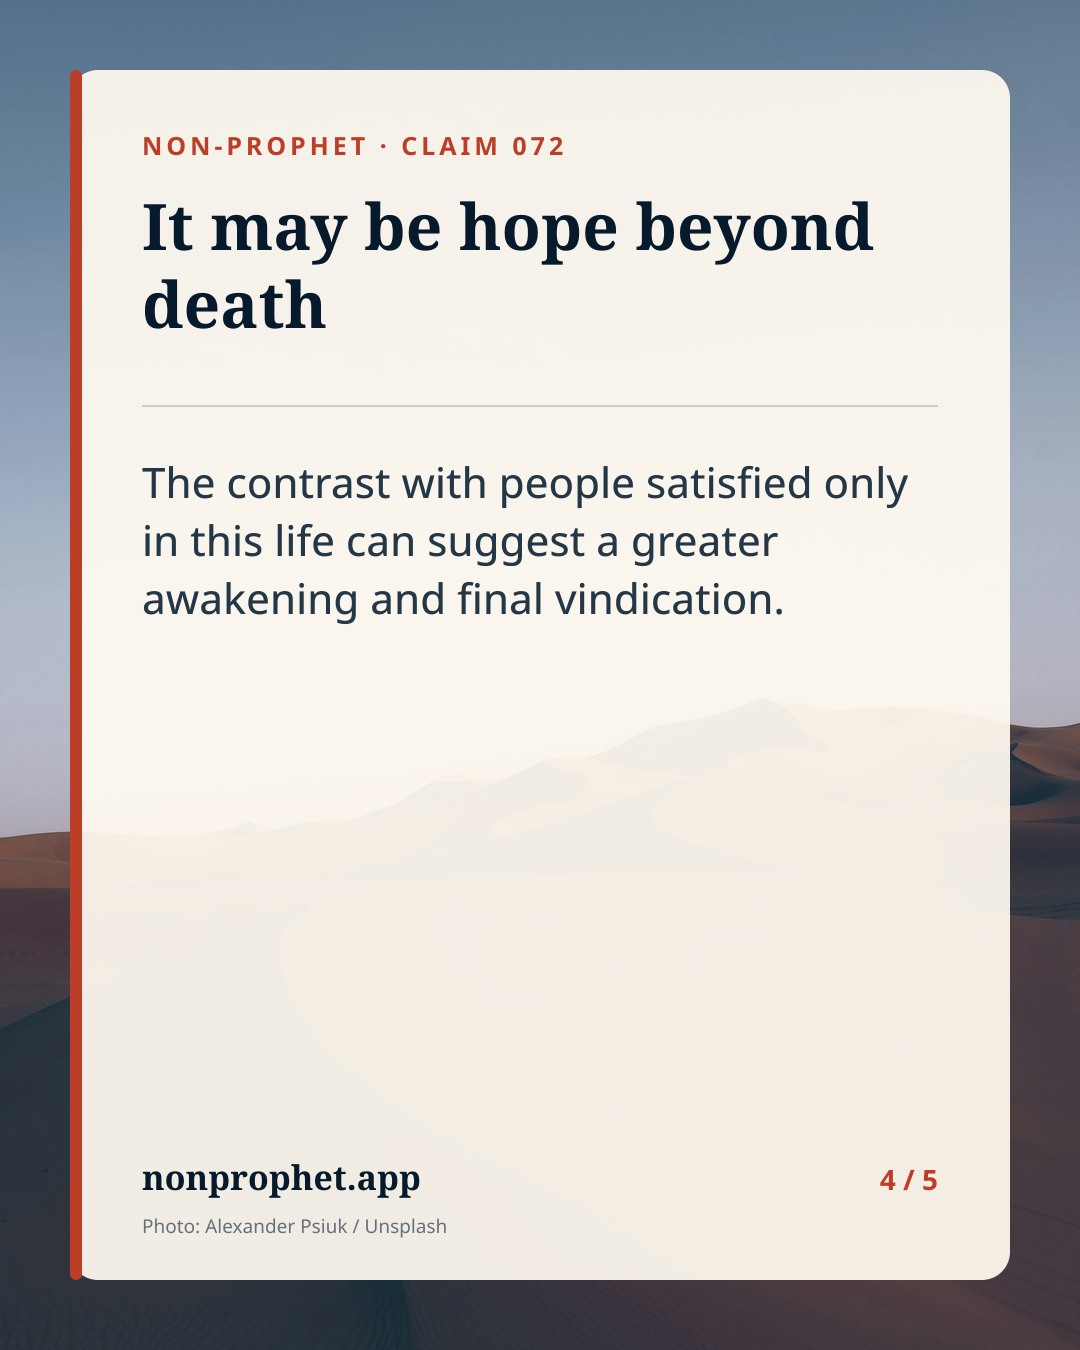 NON-PROPHET · CLAIM 072
It may be hope beyond
death
The contrast with people satisfied only
in this life can suggest a greater
awakening and final vindication.
nonprophet.app
4 / 5
Photo: Alexander Psiuk / Unsplash